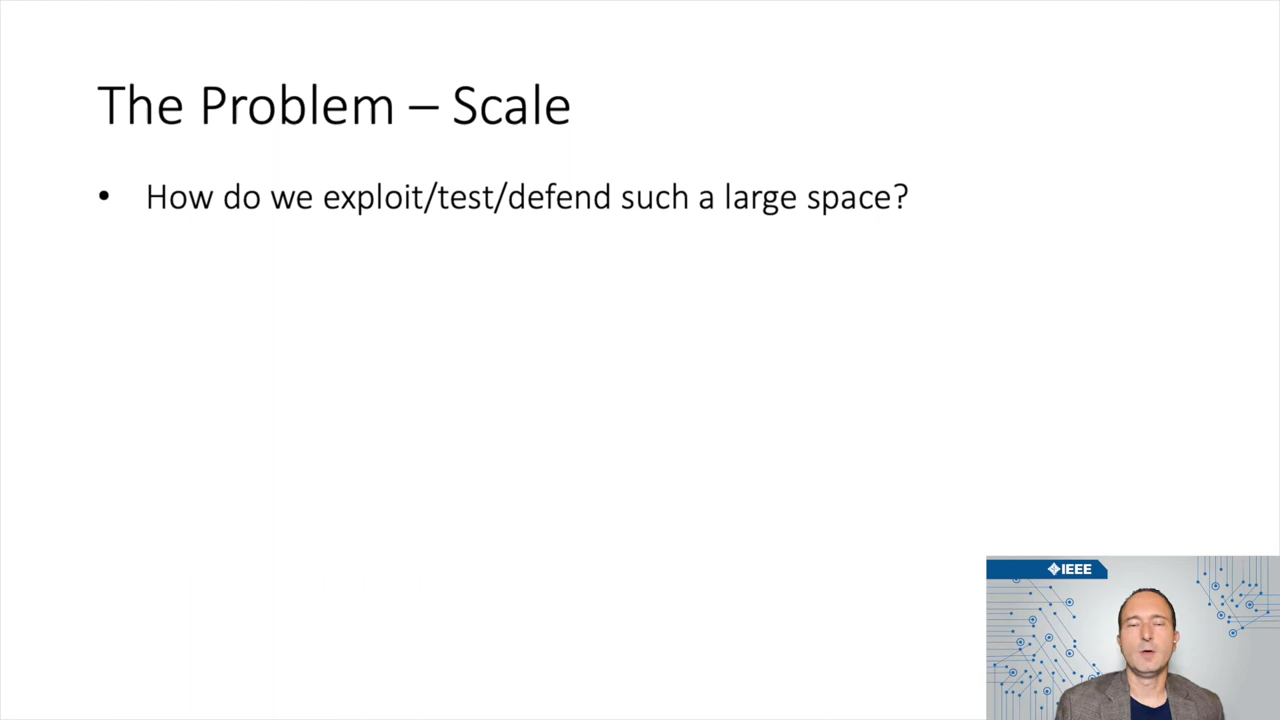 The Problem – Scale
• How do we exploit/test/defend such a large space?
IEEE